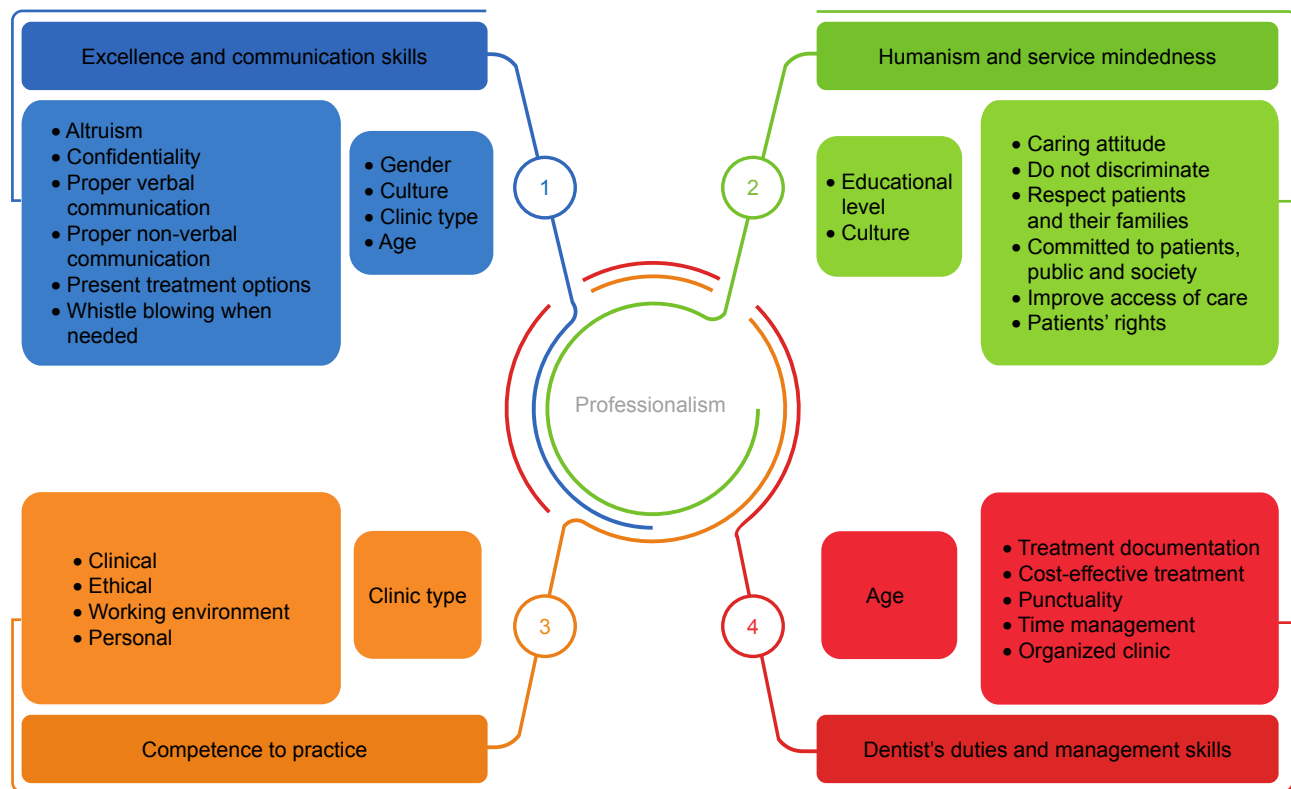 Excellence and communication skills
• Altruism
• Confidentiality
• Proper verbal
communication
• Proper non-verbal
communication
• Present treatment options
• Whistle blowing when
needed
• Gender
• Culture
• Clinic type
• Age
1
Humanism and service mindedness
2
• Educational
level
• Culture
• Caring attitude
• Do not discriminate
• Respect patients
and their families
• Committed to patients,
public and society
• Improve access of care
• Patients’ rights
Professionalism
• Clinical
• Ethical
• Working environment
• Personal
Clinic type
3
Competence to practice
4
Age
• Treatment documentation
• Cost-effective treatment
• Punctuality
• Time management
• Organized clinic
Dentist’s duties and management skills